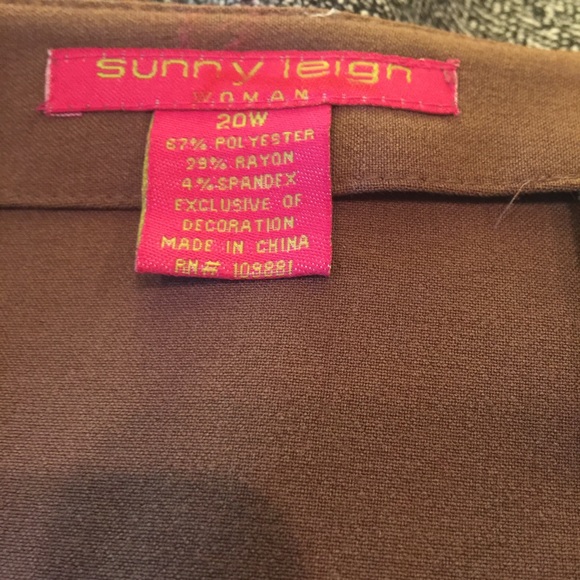 sunny leigh
WOMAN
20W
67% POLYESTER
29% RAYON
4% SPANDEX
EXCLUSIVE OF
DECORATION
MADE IN CHINA
RN# 109881